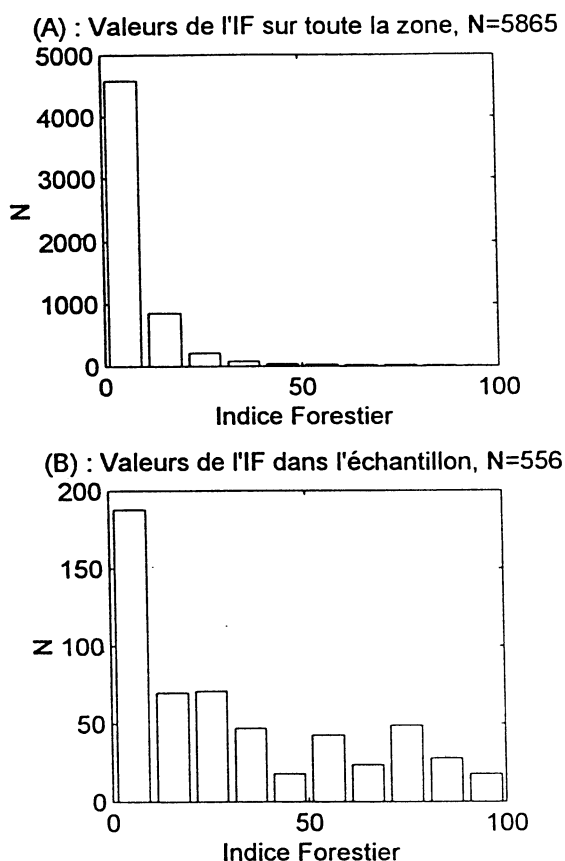 (A) : Valeurs de l'IF sur toute la zone, N=5865
5000
4000
3000
N
2000
1000
0
0 50 100
Indice Forestier
(B) : Valeurs de l'IF dans l'échantillon, N=556
200
150
N
100
50
0
0 50 100
Indice Forestier